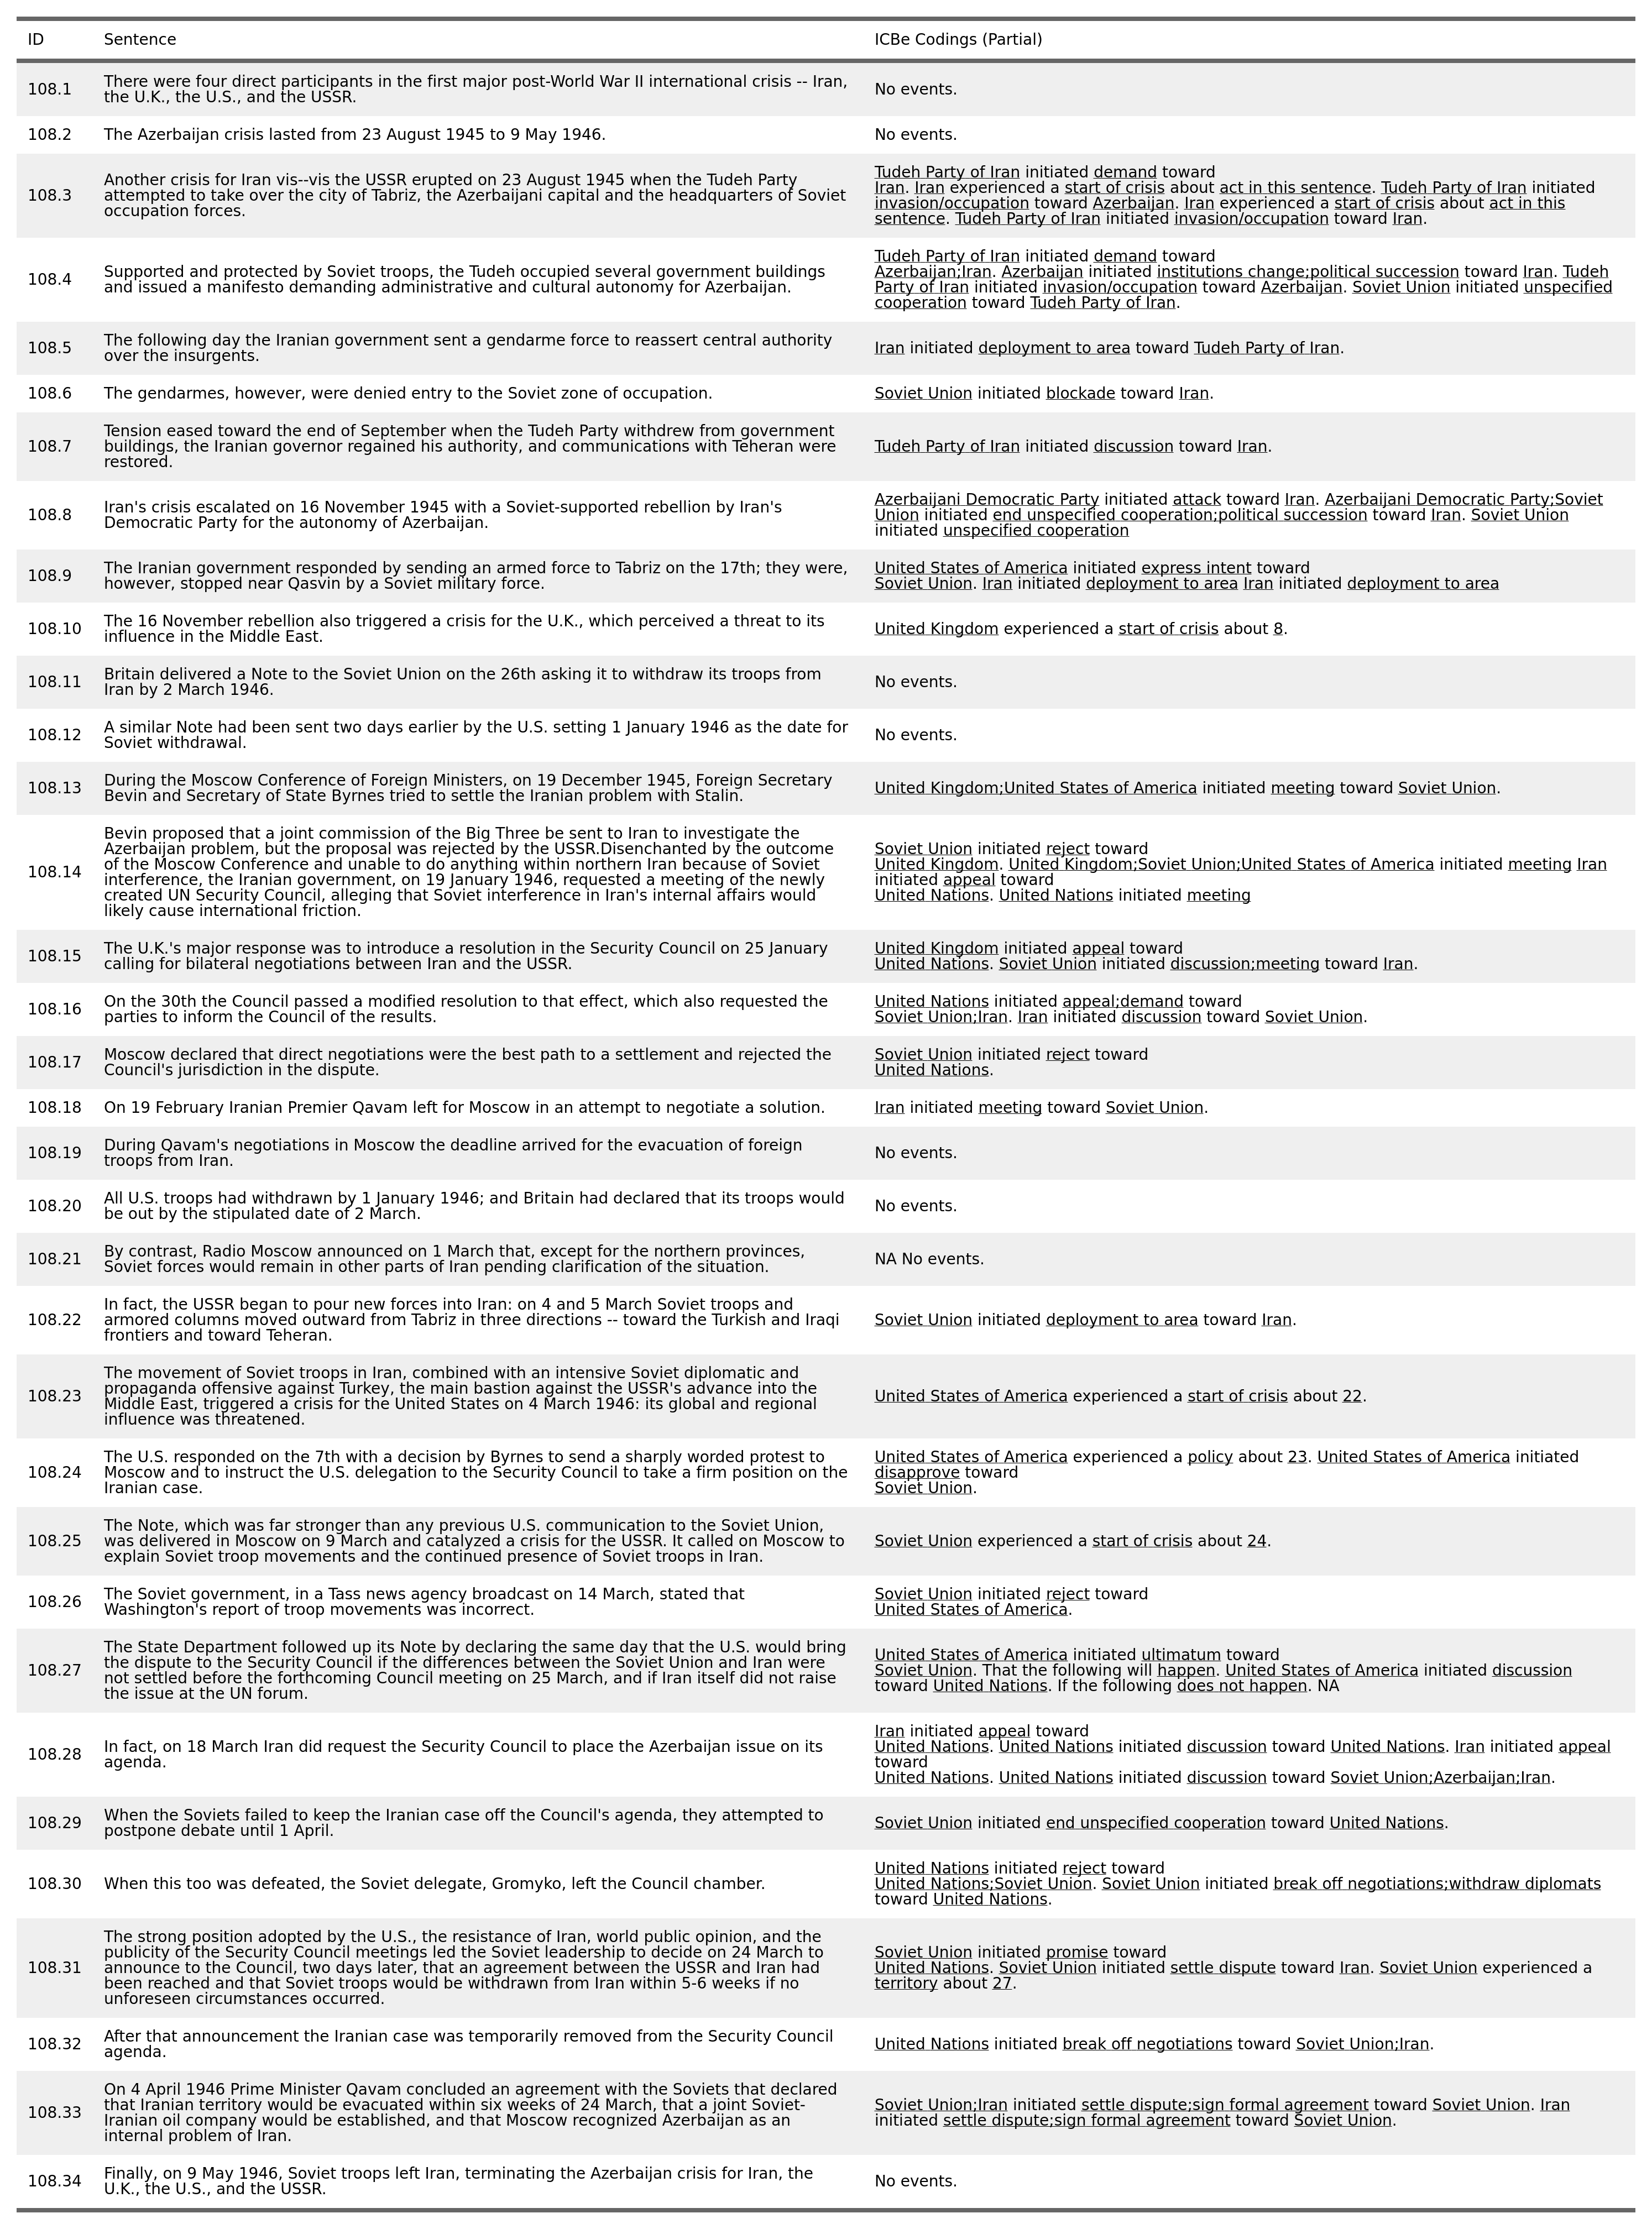 ID Sentence ICBe Codings (Partial)
108.1
There were four direct participants in the first major post-World War II international crisis -- Iran,
the U.K., the U.S., and the USSR.
No events.
108.2
The Azerbaijan crisis lasted from 23 August 1945 to 9 May 1946.
No events.
108.3
Another crisis for Iran vis--vis the USSR erupted on 23 August 1945 when the Tudeh Party
attempted to take over the city of Tabriz, the Azerbaijani capital and the headquarters of Soviet
occupation forces.
Tudeh Party of Iran initiated demand toward
Iran. Iran experienced a start of crisis about act in this sentence. Tudeh Party of Iran initiated
invasion/occupation toward Azerbaijan. Iran experienced a start of crisis about act in this
sentence. Tudeh Party of Iran initiated invasion/occupation toward Iran.
108.4
Supported and protected by Soviet troops, the Tudeh occupied several government buildings
and issued a manifesto demanding administrative and cultural autonomy for Azerbaijan.
Tudeh Party of Iran initiated demand toward
Azerbaijan;Iran. Azerbaijan initiated institutions change;political succession toward Iran. Tudeh
Party of Iran initiated invasion/occupation toward Azerbaijan. Soviet Union initiated unspecified
cooperation toward Tudeh Party of Iran.
108.5
The following day the Iranian government sent a gendarme force to reassert central authority
over the insurgents.
Iran initiated deployment to area toward Tudeh Party of Iran.
108.6
The gendarmes, however, were denied entry to the Soviet zone of occupation.
Soviet Union initiated blockade toward Iran.
108.7
Tension eased toward the end of September when the Tudeh Party withdrew from government
buildings, the Iranian governor regained his authority, and communications with Teheran were
restored.
Tudeh Party of Iran initiated discussion toward Iran.
108.8
Iran's crisis escalated on 16 November 1945 with a Soviet-supported rebellion by Iran's
Democratic Party for the autonomy of Azerbaijan.
Azerbaijani Democratic Party initiated attack toward Iran. Azerbaijani Democratic Party;Soviet
Union initiated end unspecified cooperation;political succession toward Iran. Soviet Union
initiated unspecified cooperation
108.9
The Iranian government responded by sending an armed force to Tabriz on the 17th; they were,
however, stopped near Qasvin by a Soviet military force.
United States of America initiated express intent toward
Soviet Union. Iran initiated deployment to area Iran initiated deployment to area
108.10
The 16 November rebellion also triggered a crisis for the U.K., which perceived a threat to its
influence in the Middle East.
United Kingdom experienced a start of crisis about 8.
108.11
Britain delivered a Note to the Soviet Union on the 26th asking it to withdraw its troops from
Iran by 2 March 1946.
No events.
108.12
A similar Note had been sent two days earlier by the U.S. setting 1 January 1946 as the date for
Soviet withdrawal.
No events.
108.13
During the Moscow Conference of Foreign Ministers, on 19 December 1945, Foreign Secretary
Bevin and Secretary of State Byrnes tried to settle the Iranian problem with Stalin.
United Kingdom;United States of America initiated meeting toward Soviet Union.
108.14
Bevin proposed that a joint commission of the Big Three be sent to Iran to investigate the
Azerbaijan problem, but the proposal was rejected by the USSR.Disenchanted by the outcome
of the Moscow Conference and unable to do anything within northern Iran because of Soviet
interference, the Iranian government, on 19 January 1946, requested a meeting of the newly
created UN Security Council, alleging that Soviet interference in Iran's internal affairs would
likely cause international friction.
Soviet Union initiated reject toward
United Kingdom. United Kingdom;Soviet Union;United States of America initiated meeting Iran
initiated appeal toward
United Nations. United Nations initiated meeting
108.15
The U.K.'s major response was to introduce a resolution in the Security Council on 25 January
calling for bilateral negotiations between Iran and the USSR.
United Kingdom initiated appeal toward
United Nations. Soviet Union initiated discussion;meeting toward Iran.
108.16
On the 30th the Council passed a modified resolution to that effect, which also requested the
parties to inform the Council of the results.
United Nations initiated appeal;demand toward
Soviet Union;Iran. Iran initiated discussion toward Soviet Union.
108.17
Moscow declared that direct negotiations were the best path to a settlement and rejected the
Council's jurisdiction in the dispute.
Soviet Union initiated reject toward
United Nations.
108.18
On 19 February Iranian Premier Qavam left for Moscow in an attempt to negotiate a solution.
Iran initiated meeting toward Soviet Union.
108.19
During Qavam's negotiations in Moscow the deadline arrived for the evacuation of foreign
troops from Iran.
No events.
108.20
All U.S. troops had withdrawn by 1 January 1946; and Britain had declared that its troops would
be out by the stipulated date of 2 March.
No events.
108.21
By contrast, Radio Moscow announced on 1 March that, except for the northern provinces,
Soviet forces would remain in other parts of Iran pending clarification of the situation.
NA No events.
108.22
In fact, the USSR began to pour new forces into Iran: on 4 and 5 March Soviet troops and
armored columns moved outward from Tabriz in three directions -- toward the Turkish and Iraqi
frontiers and toward Teheran.
Soviet Union initiated deployment to area toward Iran.
108.23
The movement of Soviet troops in Iran, combined with an intensive Soviet diplomatic and
propaganda offensive against Turkey, the main bastion against the USSR's advance into the
Middle East, triggered a crisis for the United States on 4 March 1946: its global and regional
influence was threatened.
United States of America experienced a start of crisis about 22.
108.24
The U.S. responded on the 7th with a decision by Byrnes to send a sharply worded protest to
Moscow and to instruct the U.S. delegation to the Security Council to take a firm position on the
Iranian case.
United States of America experienced a policy about 23. United States of America initiated
disapprove toward
Soviet Union.
108.25
The Note, which was far stronger than any previous U.S. communication to the Soviet Union,
was delivered in Moscow on 9 March and catalyzed a crisis for the USSR. It called on Moscow to
explain Soviet troop movements and the continued presence of Soviet troops in Iran.
Soviet Union experienced a start of crisis about 24.
108.26
The Soviet government, in a Tass news agency broadcast on 14 March, stated that
Washington's report of troop movements was incorrect.
Soviet Union initiated reject toward
United States of America.
108.27
The State Department followed up its Note by declaring the same day that the U.S. would bring
the dispute to the Security Council if the differences between the Soviet Union and Iran were
not settled before the forthcoming Council meeting on 25 March, and if Iran itself did not raise
the issue at the UN forum.
United States of America initiated ultimatum toward
Soviet Union. That the following will happen. United States of America initiated discussion
toward United Nations. If the following does not happen. NA
108.28
In fact, on 18 March Iran did request the Security Council to place the Azerbaijan issue on its
agenda.
Iran initiated appeal toward
United Nations. United Nations initiated discussion toward United Nations. Iran initiated appeal
toward
United Nations. United Nations initiated discussion toward Soviet Union;Azerbaijan;Iran.
108.29
When the Soviets failed to keep the Iranian case off the Council's agenda, they attempted to
postpone debate until 1 April.
Soviet Union initiated end unspecified cooperation toward United Nations.
108.30
When this too was defeated, the Soviet delegate, Gromyko, left the Council chamber.
United Nations initiated reject toward
United Nations;Soviet Union. Soviet Union initiated break off negotiations;withdraw diplomats
toward United Nations.
108.31
The strong position adopted by the U.S., the resistance of Iran, world public opinion, and the
publicity of the Security Council meetings led the Soviet leadership to decide on 24 March to
announce to the Council, two days later, that an agreement between the USSR and Iran had
been reached and that Soviet troops would be withdrawn from Iran within 5-6 weeks if no
unforeseen circumstances occurred.
Soviet Union initiated promise toward
United Nations. Soviet Union initiated settle dispute toward Iran. Soviet Union experienced a
territory about 27.
108.32
After that announcement the Iranian case was temporarily removed from the Security Council
agenda.
United Nations initiated break off negotiations toward Soviet Union;Iran.
108.33
On 4 April 1946 Prime Minister Qavam concluded an agreement with the Soviets that declared
that Iranian territory would be evacuated within six weeks of 24 March, that a joint Soviet-
Iranian oil company would be established, and that Moscow recognized Azerbaijan as an
internal problem of Iran.
Soviet Union;Iran initiated settle dispute;sign formal agreement toward Soviet Union. Iran
initiated settle dispute;sign formal agreement toward Soviet Union.
108.34
Finally, on 9 May 1946, Soviet troops left Iran, terminating the Azerbaijan crisis for Iran, the
U.K., the U.S., and the USSR.
No events.